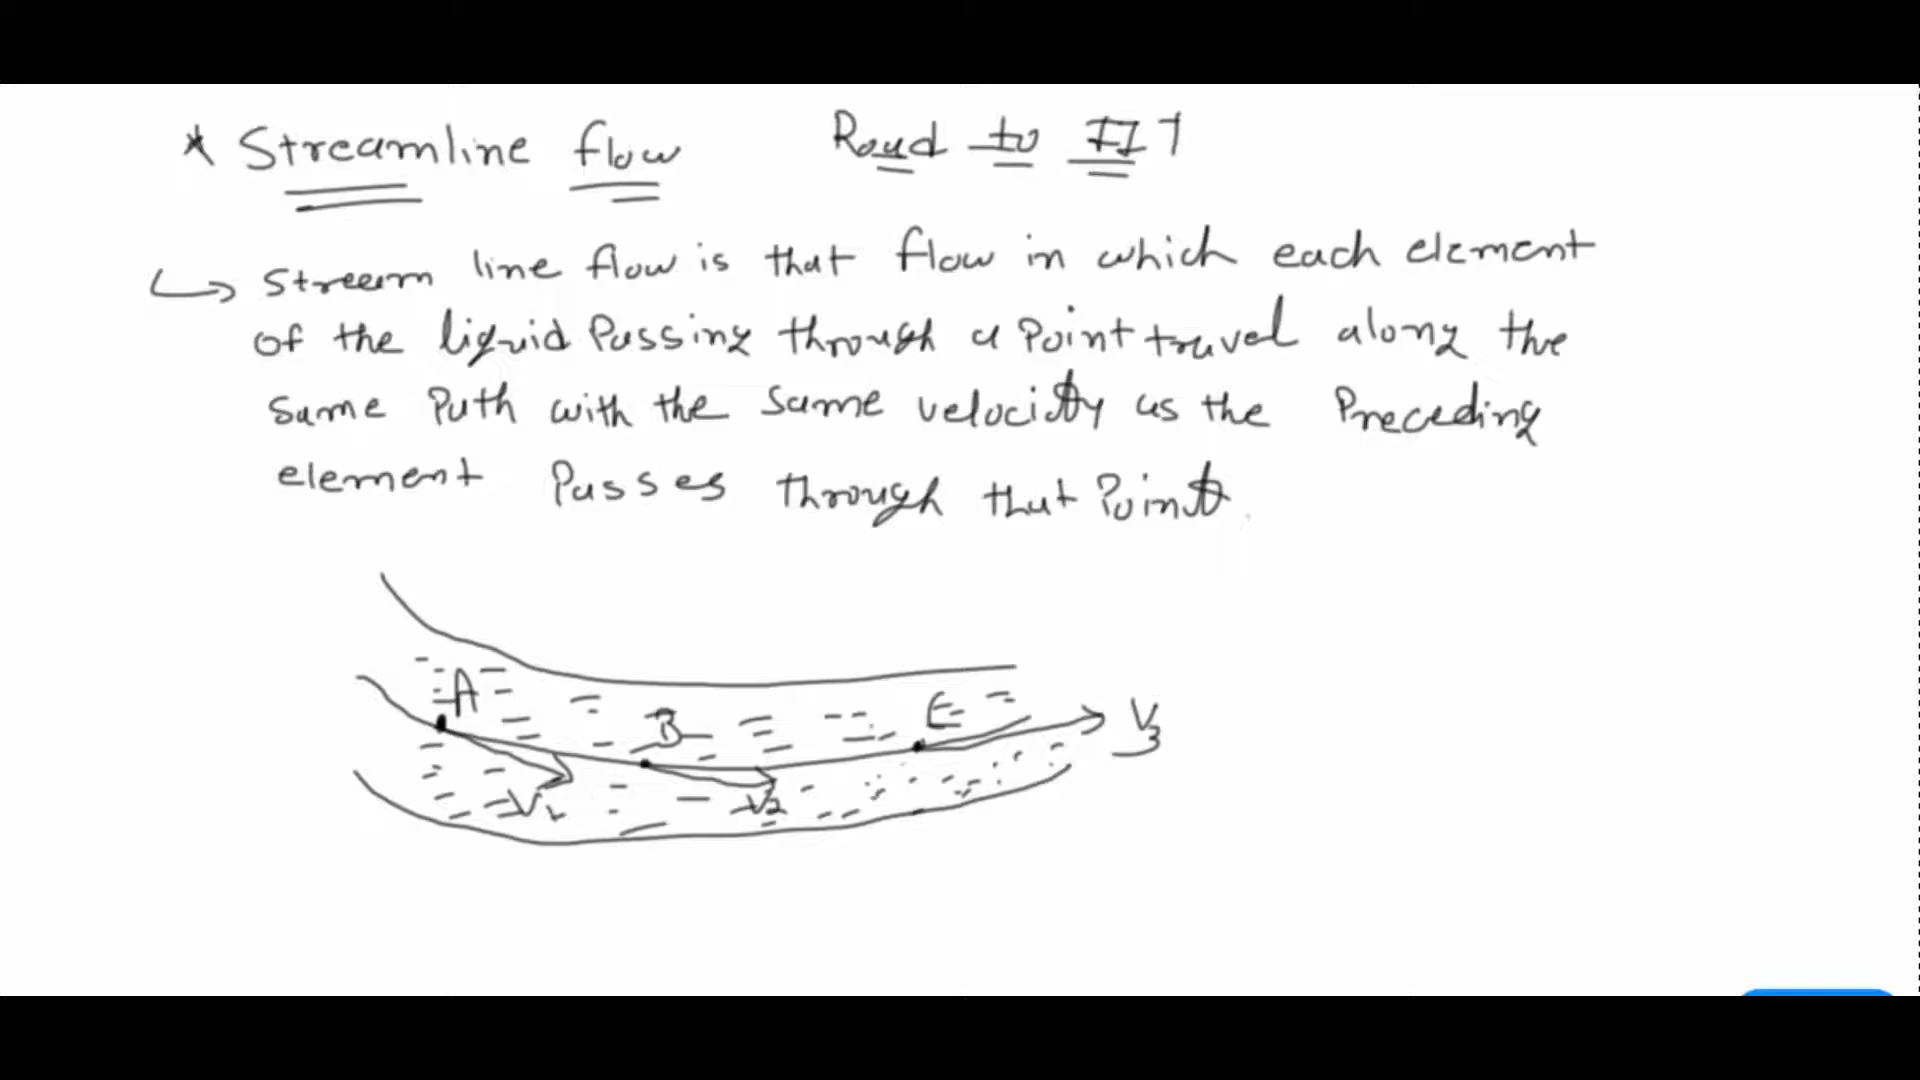 * Streamline flow Road to IIT
↳ Stream line flow is that flow in which each element
of the liquid Passing through a Point travel along the
same Path with the same velocity as the Preceding
element Passes through that Point.
A
B
E
V₃
V₁
V₂